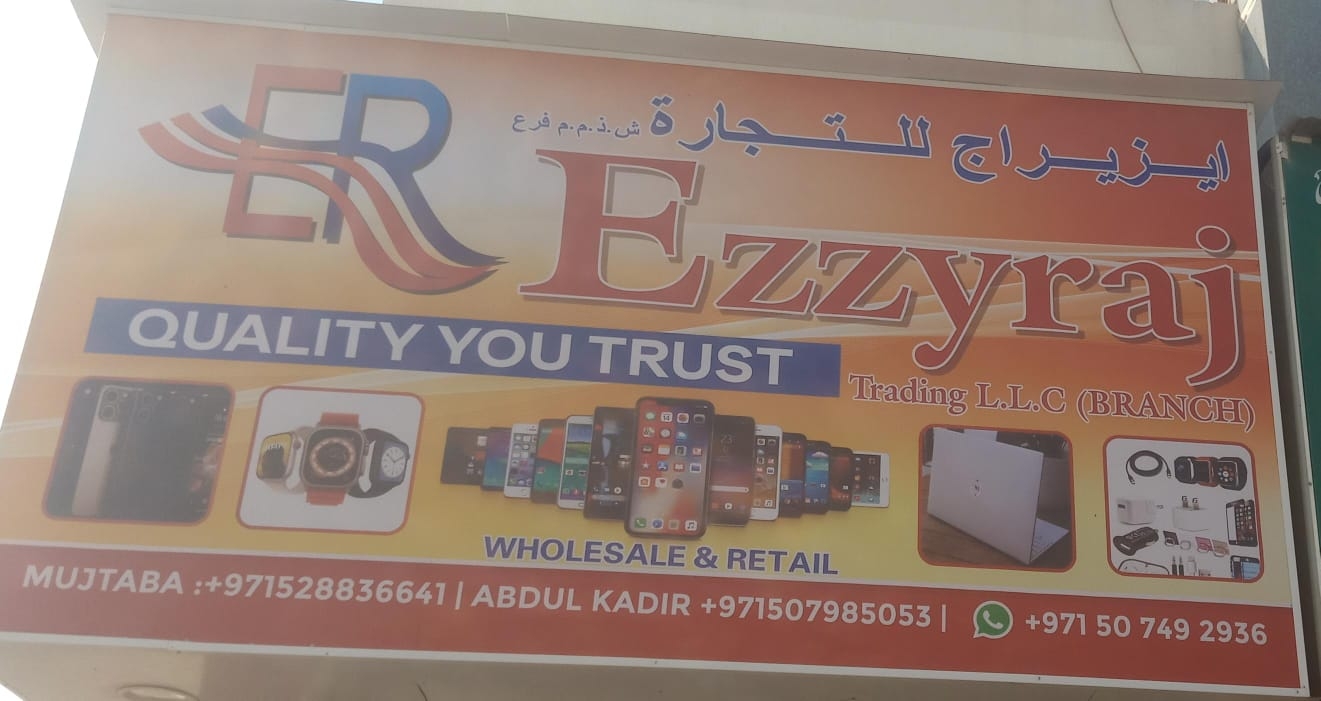 ER
ايزيراج للتجارة ش.ذ.م.م فرع
Ezzyraj
QUALITY YOU TRUST
Trading L.L.C (BRANCH)
WHOLESALE & RETAIL
MUJTABA :+971528836641 | ABDUL KADIR +971507985053 | +971 50 749 2936